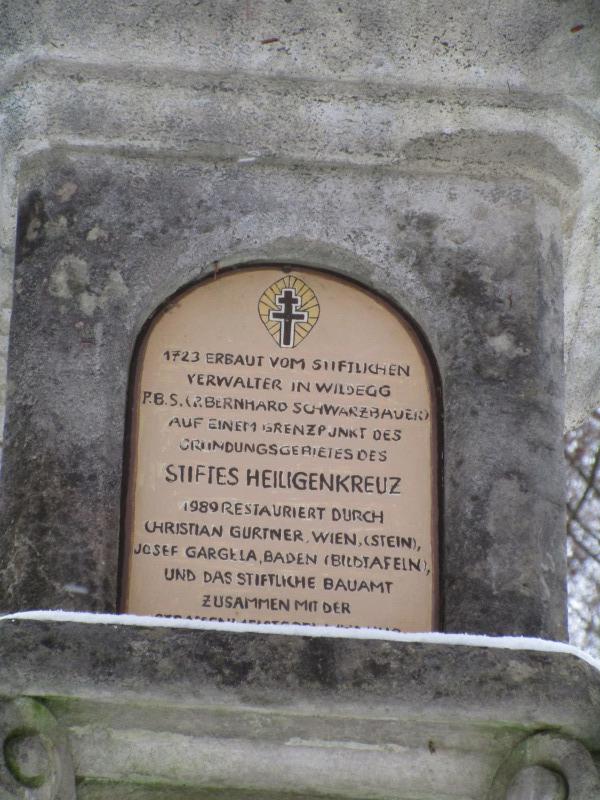 1723 ERBAUT VOM STIFTLICHEN
VERWALTER IN WILDEGG
P.B.S. (P. BERNHARD SCHWARZBAUER)
AUF EINEM GRENZPUNKT DES
GRÜNDUNGSGEBIETES DES
STIFTES HEILIGENKREUZ
1989 RESTAURIERT DURCH
CHRISTIAN GURTNER, WIEN, (STEIN),
JOSEF GARGELA, BADEN (BILDTAFELN),
UND DAS STIFTLICHE BAUAMT
ZUSAMMEN MIT DER